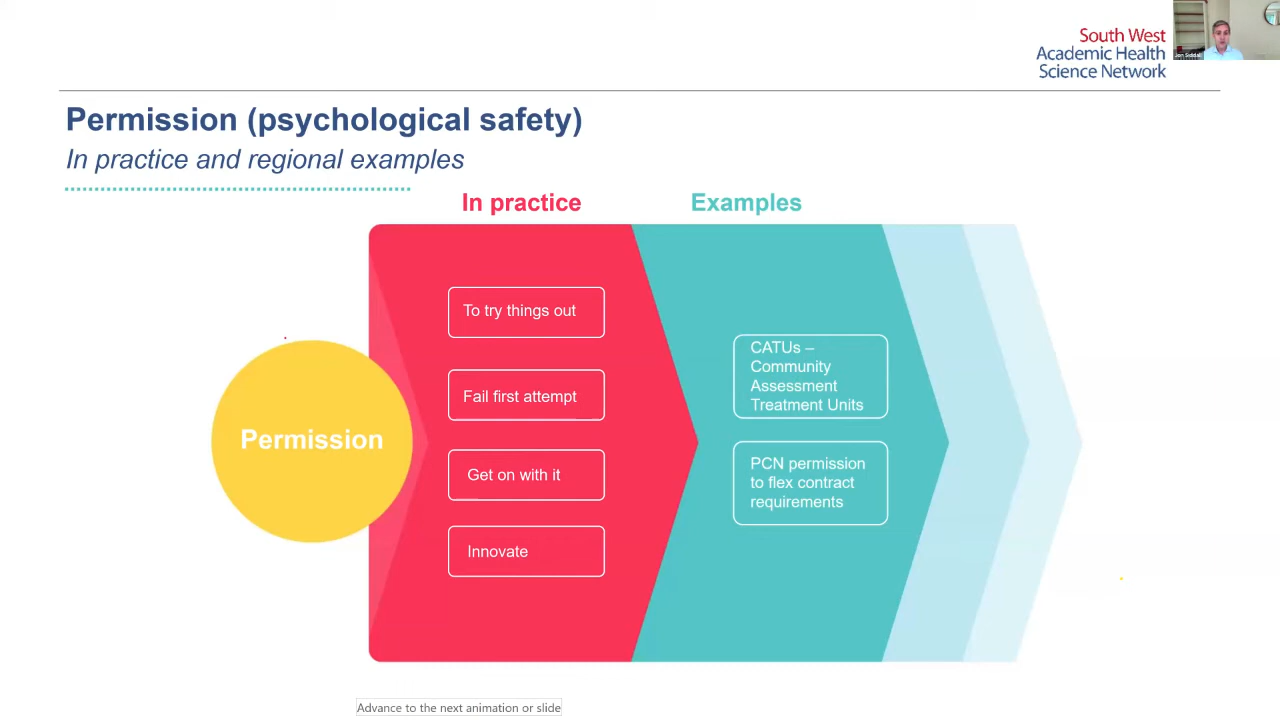 South West
Academic Health
Science Network
Jon Siddall
Permission (psychological safety)
In practice and regional examples
In practice
Examples
Permission
To try things out
Fail first attempt
Get on with it
Innovate
CATUs –
Community
Assessment
Treatment Units
PCN permission
to flex contract
requirements
Advance to the next animation or slide